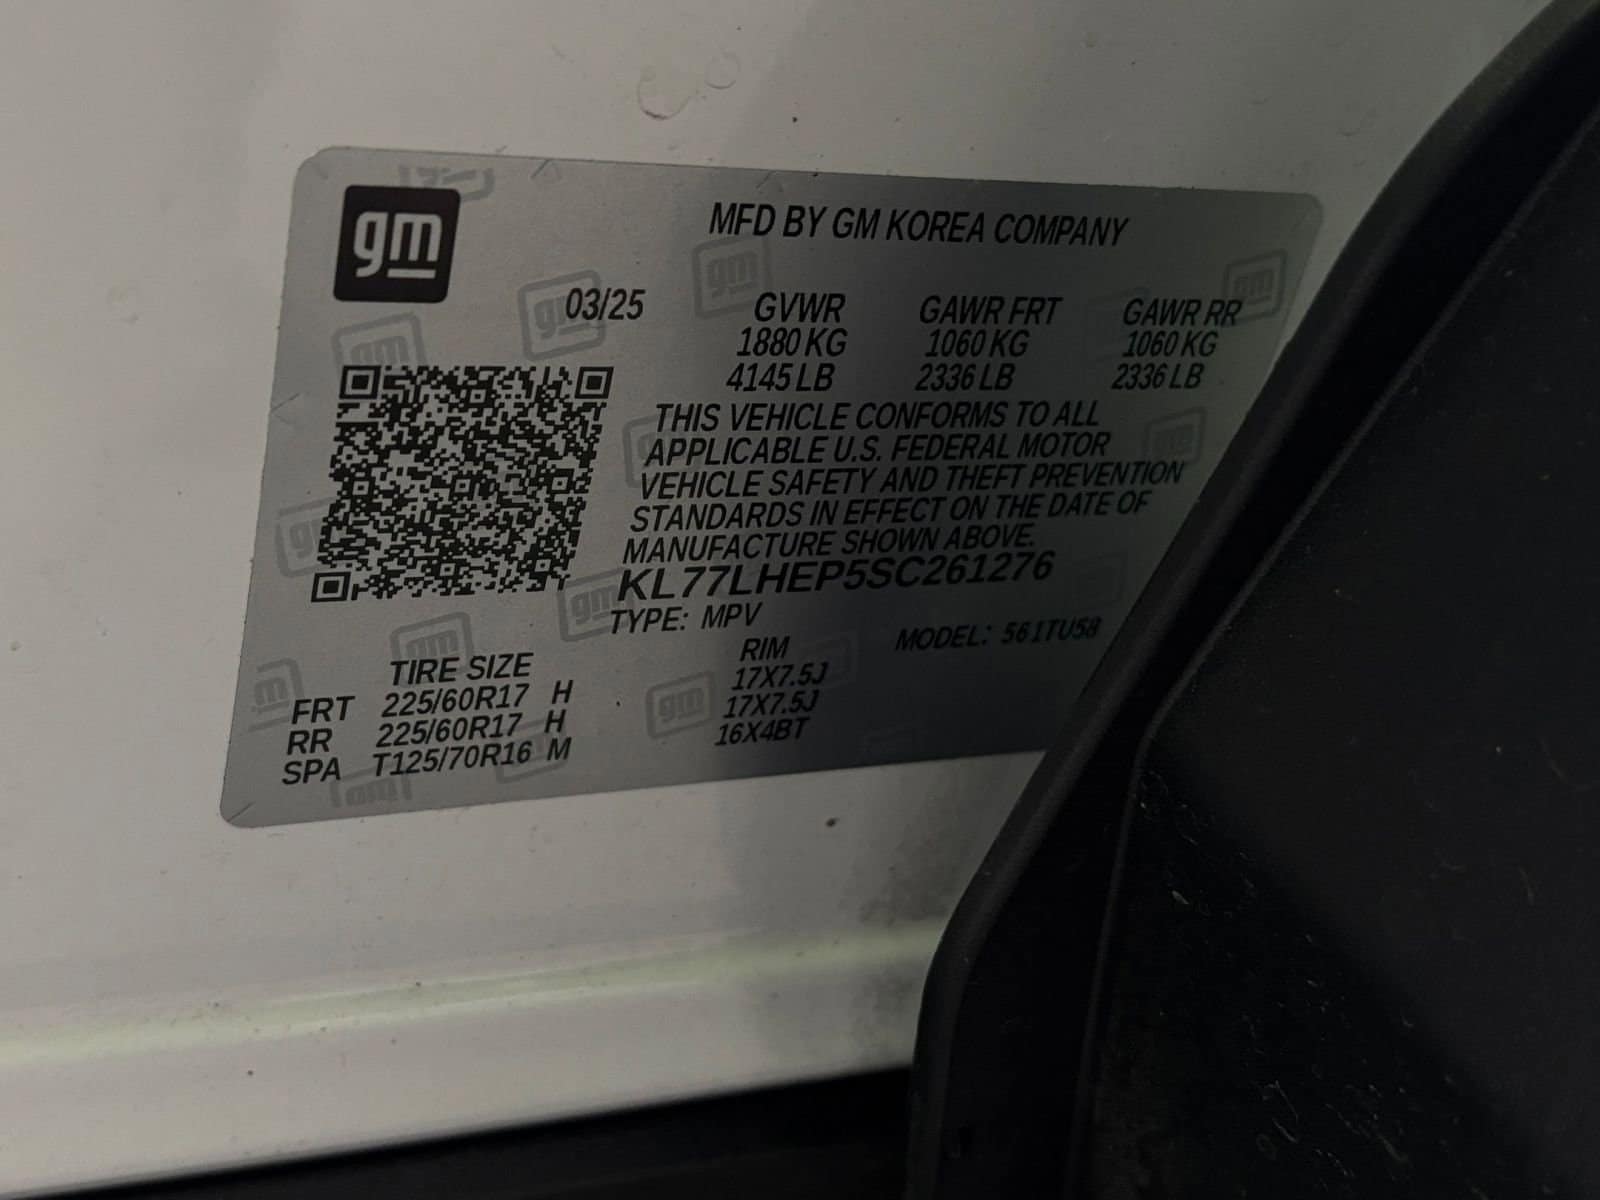 gm
MFD BY GM KOREA COMPANY
03/25 GVWR GAWR FRT GAWR RR
1880 KG 1060 KG 1060 KG
4145 LB 2336 LB 2336 LB
THIS VEHICLE CONFORMS TO ALL
APPLICABLE U.S. FEDERAL MOTOR
VEHICLE SAFETY AND THEFT PREVENTION
STANDARDS IN EFFECT ON THE DATE OF
MANUFACTURE SHOWN ABOVE.
KL77LHEP5SC261276
TYPE: MPV MODEL: 561TU58
TIRE SIZE RIM
FRT 225/60R17 H 17X7.5J
RR 225/60R17 H 17X7.5J
SPA T125/70R16 M 16X4BT